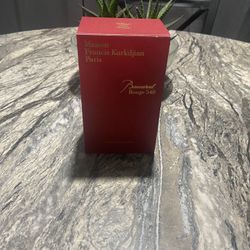 Maison
Francis Kurkdjian
Paris
Baccarat
Rouge 540